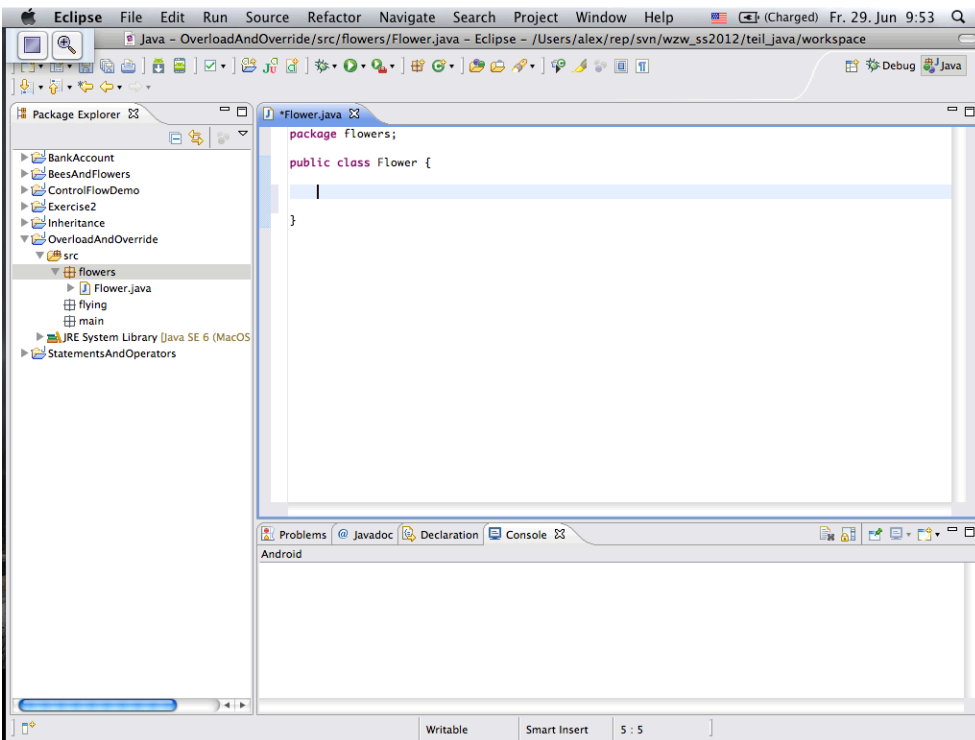 Eclipse File Edit Run Source Refactor Navigate Search Project Window Help (Charged) Fr. 29. Jun 9:53
Java – OverloadAndOverride/src/flowers/Flower.java – Eclipse – /Users/alex/rep/svn/wzw_ss2012/teil_java/workspace
Debug Java
Package Explorer
BankAccount
BeesAndFlowers
ControlFlowDemo
Exercise2
Inheritance
OverloadAndOverride
src
flowers
Flower.java
flying
main
JRE System Library [Java SE 6 (MacOS
StatementsAndOperators
*Flower.java
package flowers;
public class Flower {
}
Problems @ Javadoc Declaration Console
Android
Writable Smart Insert 5 : 5